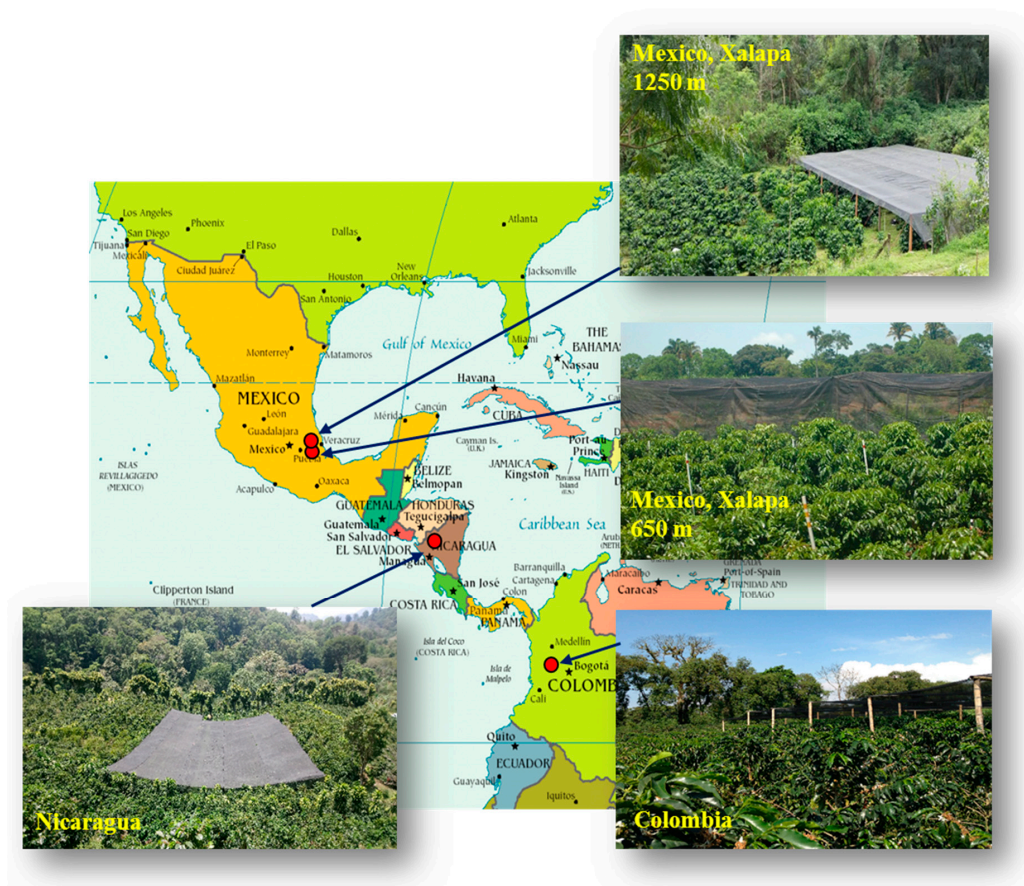 Mexico, Xalapa
1250 m
Los Angeles
Phoenix
Atlanta
San Diego
Dallas
Tijuana
Mexicali
El Paso
Ciudad Juárez
Houston
New
Orleans
Jacksonville
San Antonio
Gulf of Mexico
Miami
THE
BAHAMAS
Monterrey
Matamoros
Nassau
Mazatlán
Havana
MEXICO
León
Mérida
Cancún
CUBA
Guadalajara
Veracruz
Cayman Is.
(U.K.)
Port-au
Prince
Mexico
Puebla
JAMAICA
Kingston
HAITI
Navassa
Island
(U.S.)
ISLAS
REVILLAGIGEDO
(MEXICO)
Acapulco
Oaxaca
BELIZE
Belmopan
Mexico, Xalapa
650 m
GUATEMALA
HONDURAS
Tegucigalpa
Guatemala
San Salvador
Caribbean Sea
EL SALVADOR
NICARAGUA
Managua
Aruba
Barranquilla
Cartagena
Maracaibo
GRENADA
Port-of-Spain
TRINIDAD AND
TOBAGO
Caracas
San José
Clipperton Island
(FRANCE)
COSTA RICA
Colon
Panama
PANAMA
Isla del Coco
(COSTA RICA)
Medellín
Isla de
Malpelo
Bogotá
COLOMB
Cali
Quito
ECUADOR
Guayaquil
Iquitos
Nicaragua
Colombia